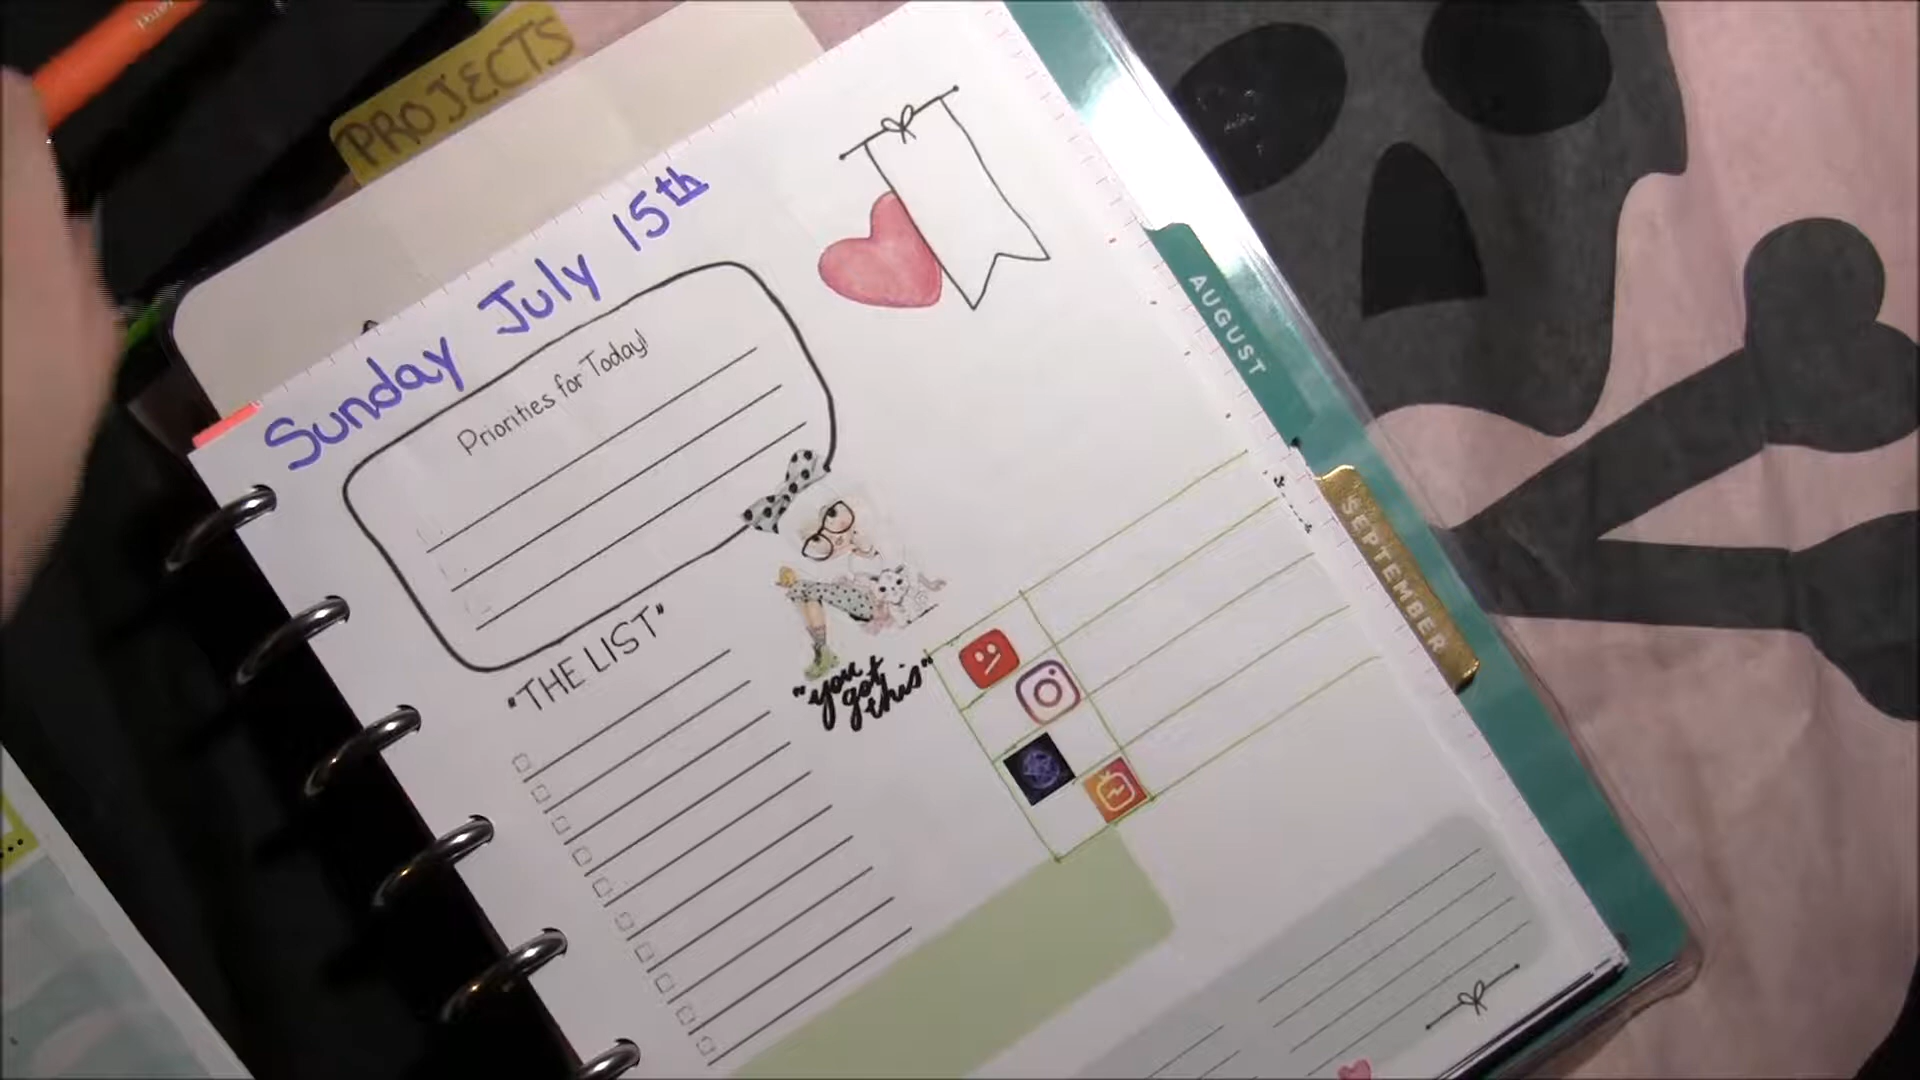 PROJECTS
Sunday July 15th
Priorities for Today!
"THE LIST"
"you
got
this"
AUGUST
SEPTEMBER